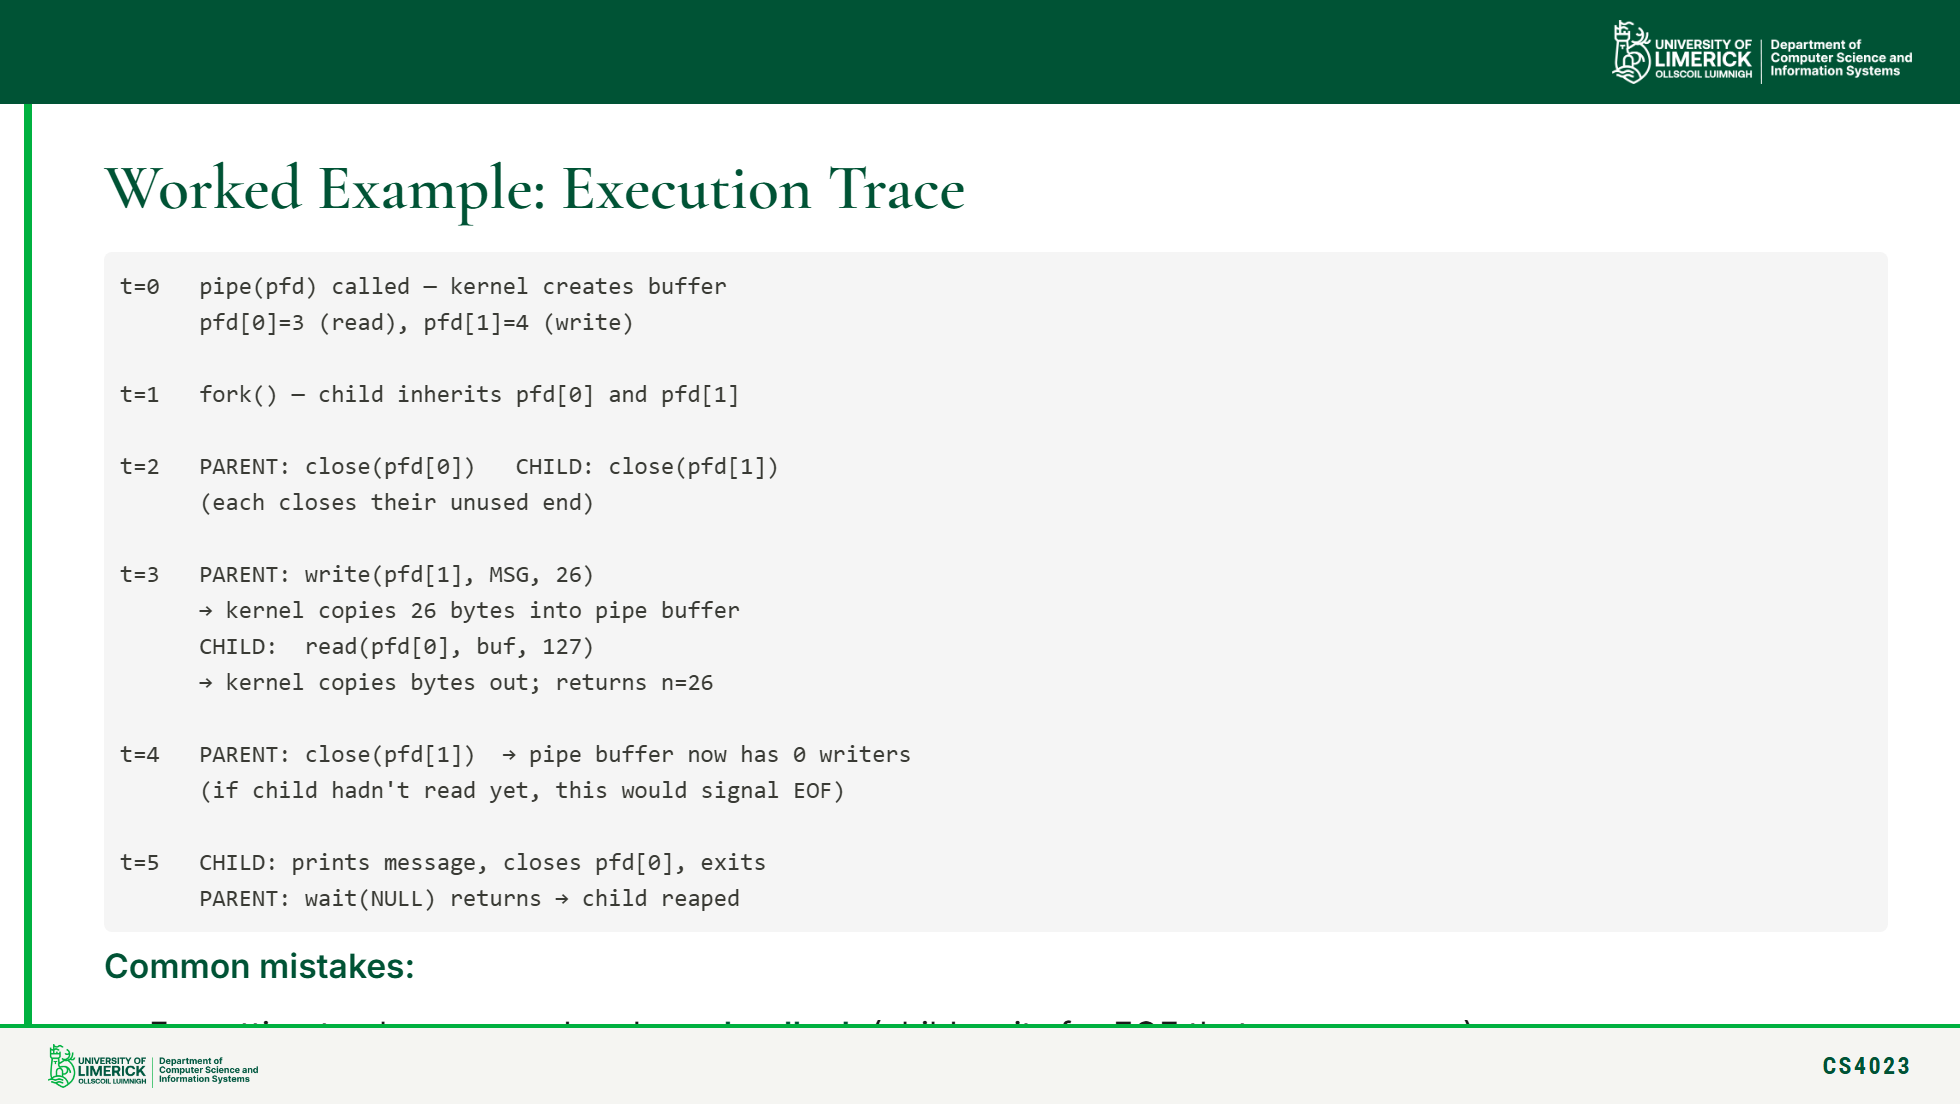 UNIVERSITY OF
LIMERICK
OLLSCOIL LUIMNIGH
Department of
Computer Science and
Information Systems
Worked Example: Execution Trace
t=0   pipe(pfd) called — kernel creates buffer
      pfd[0]=3 (read), pfd[1]=4 (write)
t=1   fork() — child inherits pfd[0] and pfd[1]
t=2   PARENT: close(pfd[0])   CHILD: close(pfd[1])
      (each closes their unused end)
t=3   PARENT: write(pfd[1], MSG, 26)
      → kernel copies 26 bytes into pipe buffer
      CHILD:  read(pfd[0], buf, 127)
      → kernel copies bytes out; returns n=26
t=4   PARENT: close(pfd[1])  → pipe buffer now has 0 writers
      (if child hadn't read yet, this would signal EOF)
t=5   CHILD: prints message, closes pfd[0], exits
      PARENT: wait(NULL) returns → child reaped
Common mistakes:
UNIVERSITY OF
LIMERICK
OLLSCOIL LUIMNIGH
Department of
Computer Science and
Information Systems
CS4023